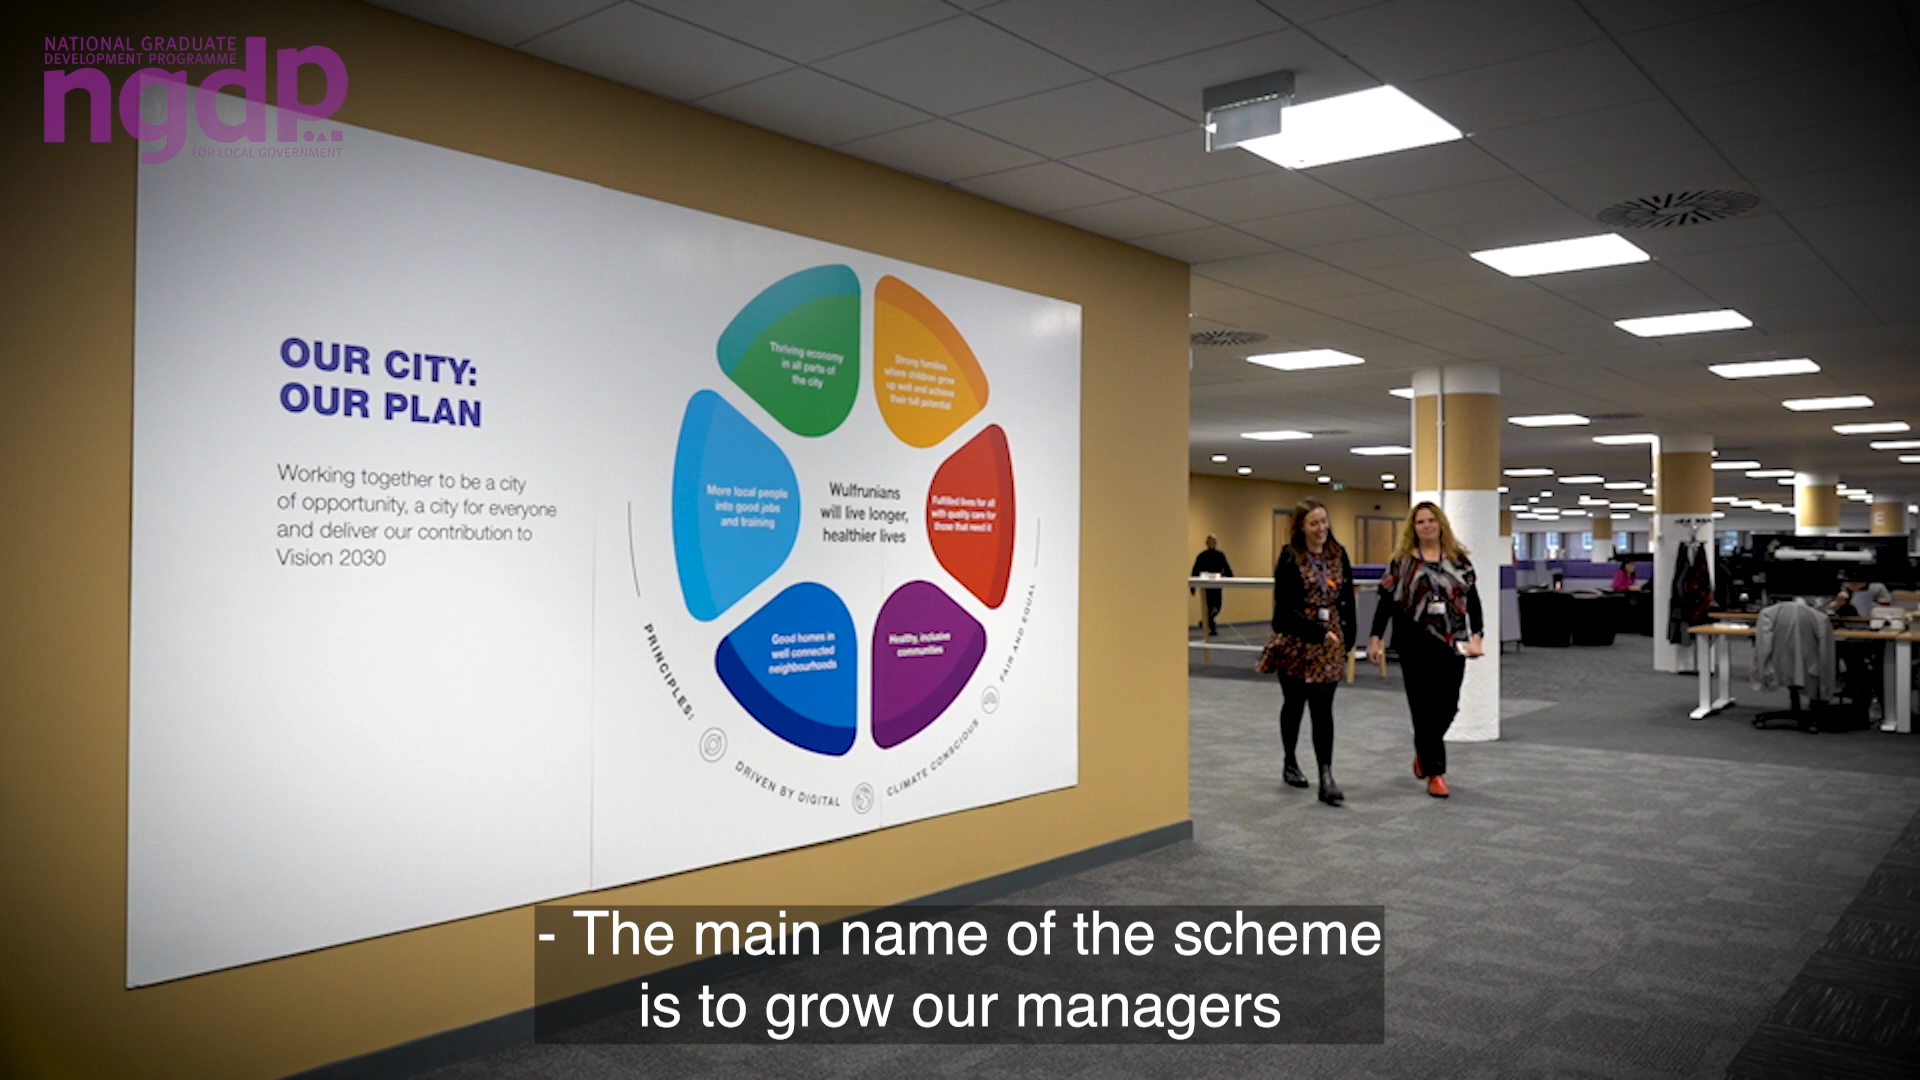 NATIONAL GRADUATE
DEVELOPMENT PROGRAMME
ngdp
FOR LOCAL GOVERNMENT
OUR CITY:
OUR PLAN
Working together to be a city
of opportunity, a city for everyone
and deliver our contribution to
Vision 2030
Thriving economy
in all parts of
the city
Strong families
where children grow
up well and achieve
their full potential
More local people
into good jobs
and training
Wulfrunians
will live longer,
healthier lives
Fulfilled lives for all
with quality care for
those that need it
Good homes in
well connected
neighbourhoods
Healthy, inclusive
communities
PRINCIPLES:
DRIVEN BY DIGITAL
CLIMATE CONSCIOUS
FAIR AND EQUAL
E
- The main name of the scheme
is to grow our managers